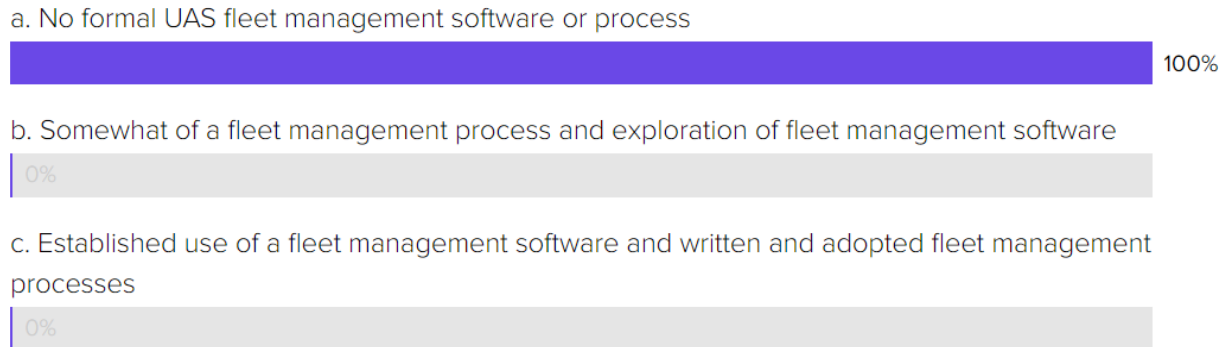 a. No formal UAS fleet management software or process
100%
b. Somewhat of a fleet management process and exploration of fleet management software
0%
c. Established use of a fleet management software and written and adopted fleet management
processes
0%